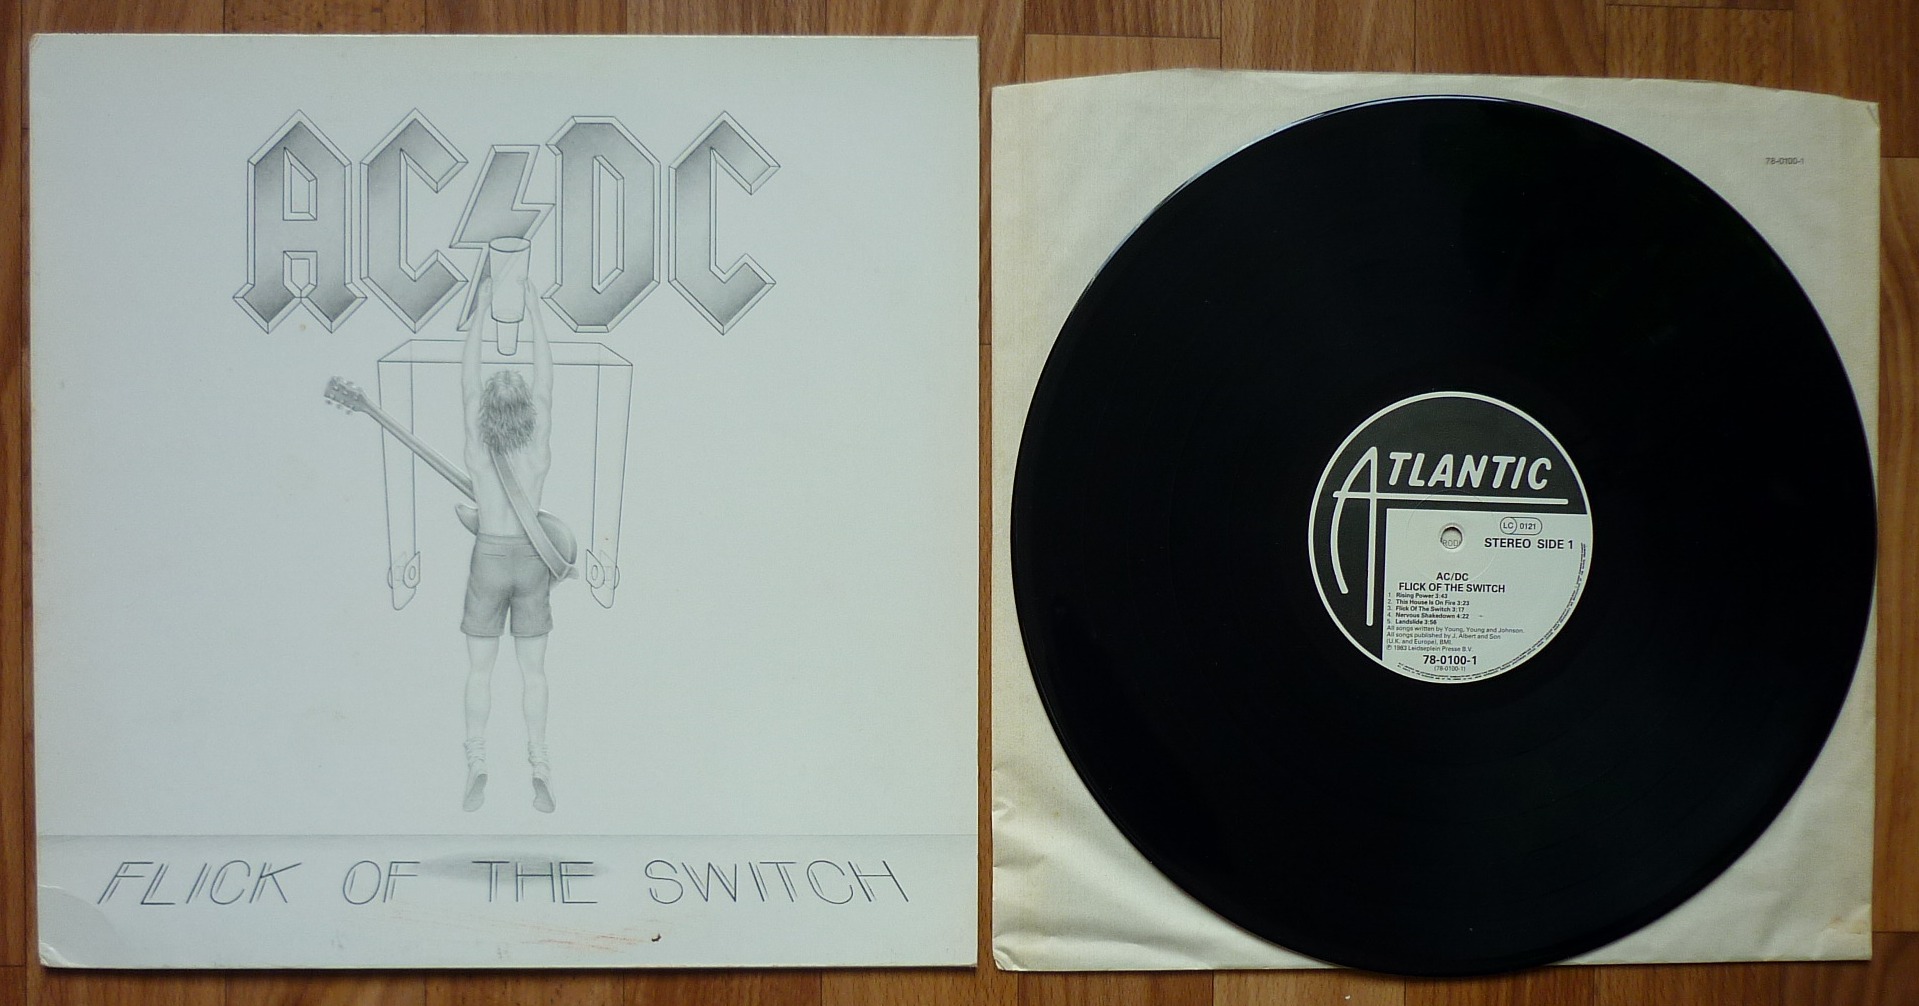 AC DC
FLICK OF THE SWITCH
78-0100-1
ATLANTIC
LC 0121
STEREO SIDE 1
AC/DC
FLICK OF THE SWITCH
1. Rising Power 3:43
2. This House Is On Fire 3:23
3. Flick Of The Switch 3:17
4. Nervous Shakedown 4:22
5. Landslide 3:56
All songs written by Young, Young and Johnson.
All songs published by J. Albert and Son
(U.K. and Europe), BMI.
℗ 1983 Leidseplein Presse B.V.
78-0100-1
(78-0100-1)